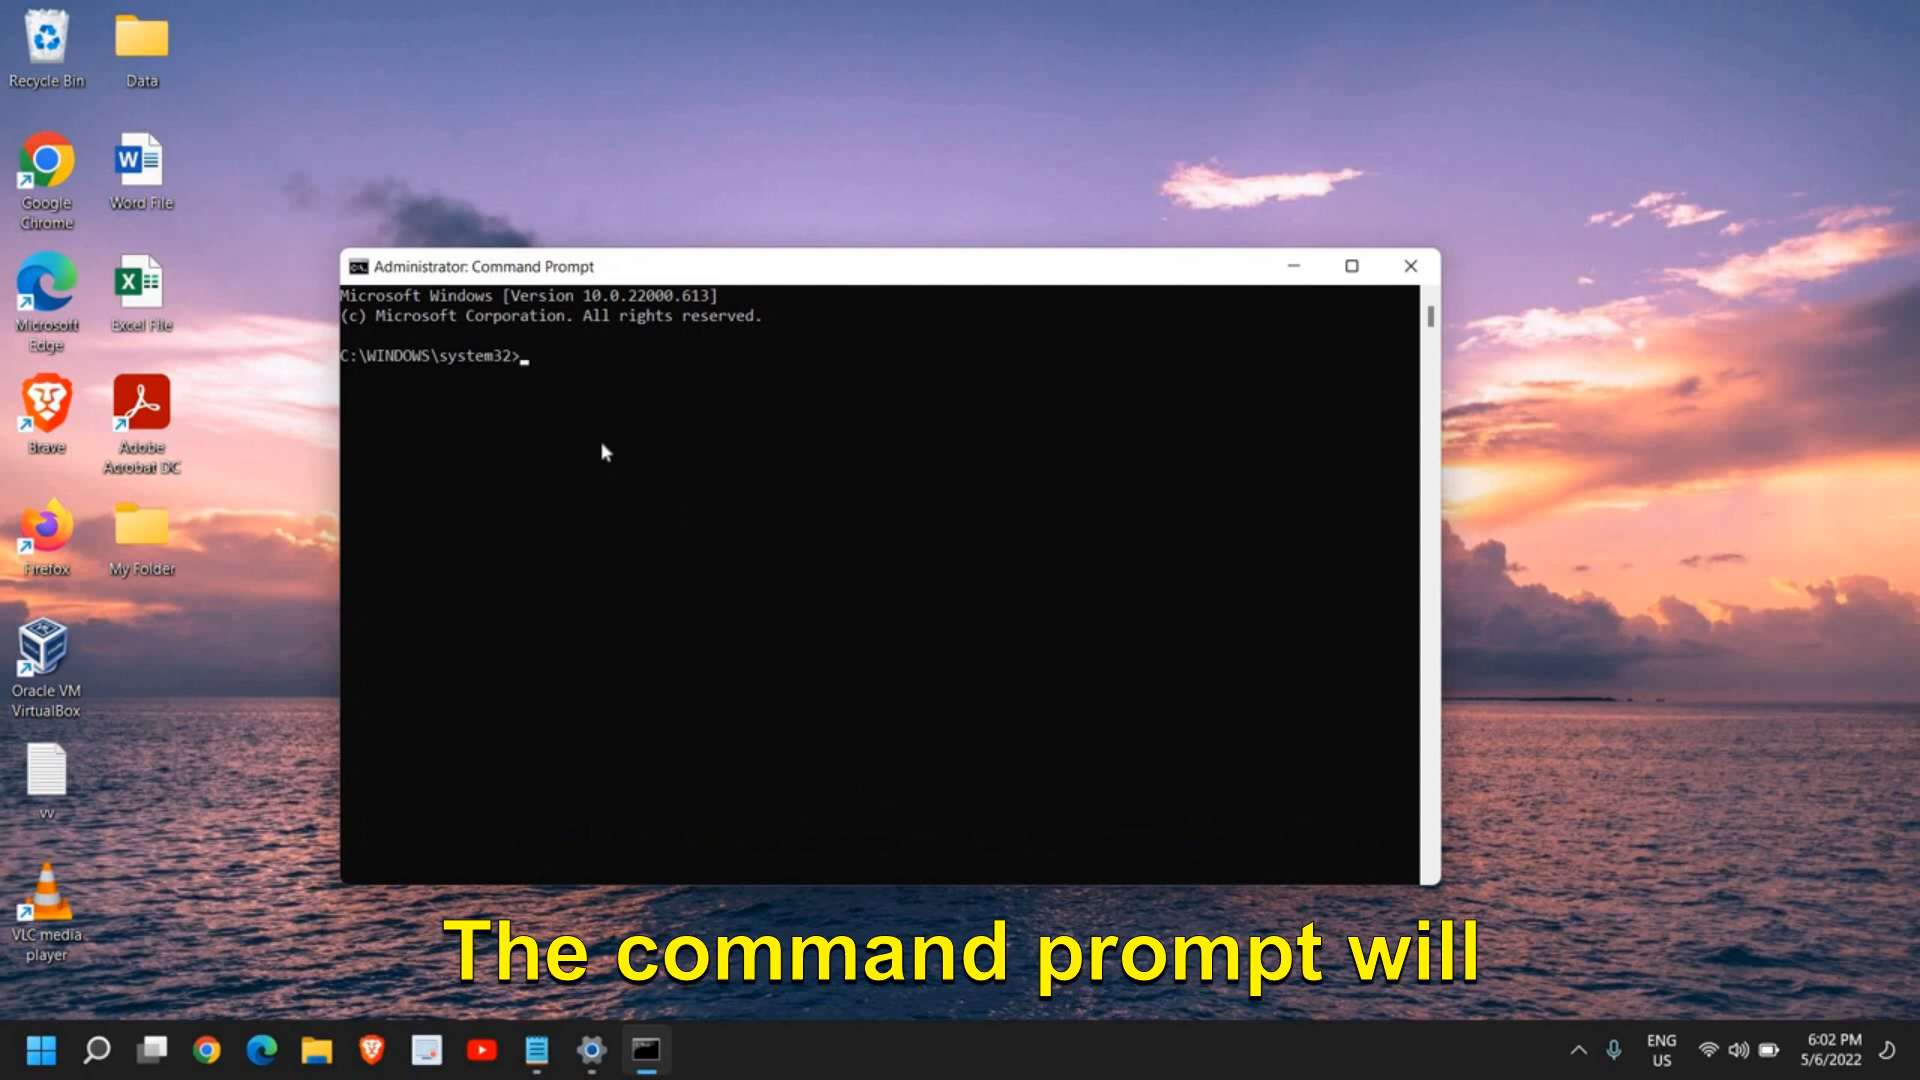 Recycle Bin
Data
Google
Chrome
Word File
Microsoft
Edge
Excel File
Brave
Adobe
Acrobat DC
Firefox
My Folder
Oracle VM
VirtualBox
vv
VLC media
player
Administrator: Command Prompt
Microsoft Windows [Version 10.0.22000.613]
(c) Microsoft Corporation. All rights reserved.
C:\WINDOWS\system32>
The command prompt will
ENG
US
6:02 PM
5/6/2022